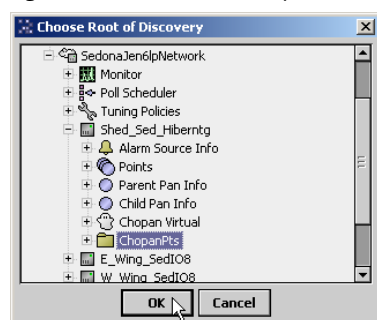 Choose Root of Discovery
SedonaJen6lpNetwork
Monitor
Poll Scheduler
Tuning Policies
Shed_Sed_Hiberntg
Alarm Source Info
Points
Parent Pan Info
Child Pan Info
Chopan Virtual
ChopanPts
E_Wing_SedIO8
W_Wing_SedIO8
OK
Cancel